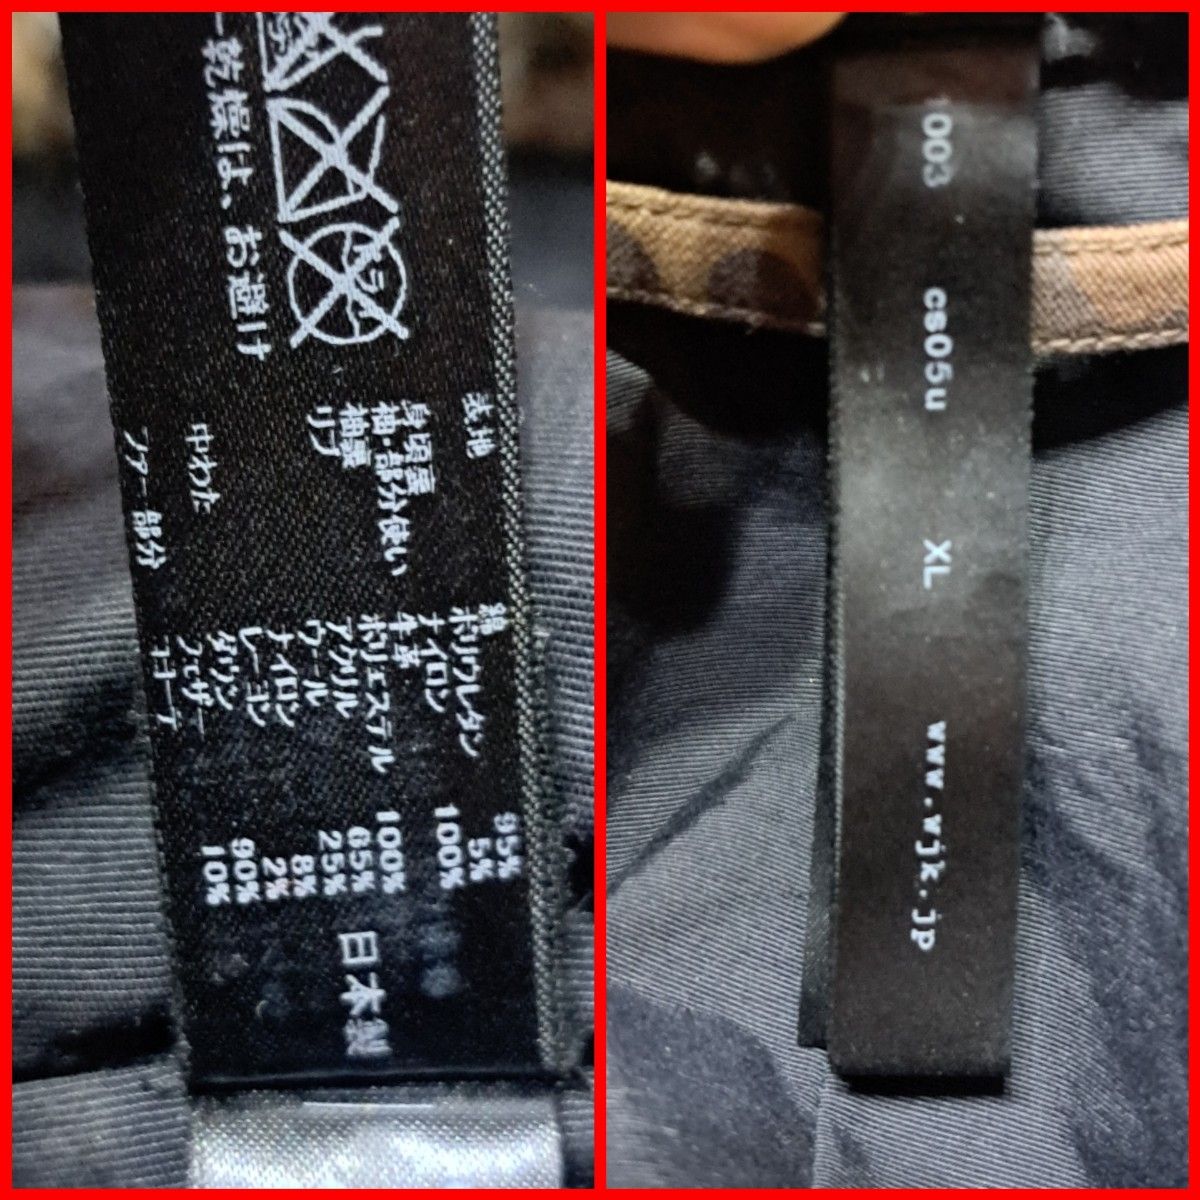 ー乾燥は、お避け
表地
身頃裏
袖・部分使い
袖裏
リブ
中わた
ファー部分
綿
ポリウレタン
ナイロン
牛革
ポリエステル
アクリル
ウール
ナイロン
レーヨン
ダウン
フェザー
コヨーテ
95%
5%
100%
100%
65%
25%
8%
2%
90%
10%
日本製
1003 cs05u XL www.wjk.jp